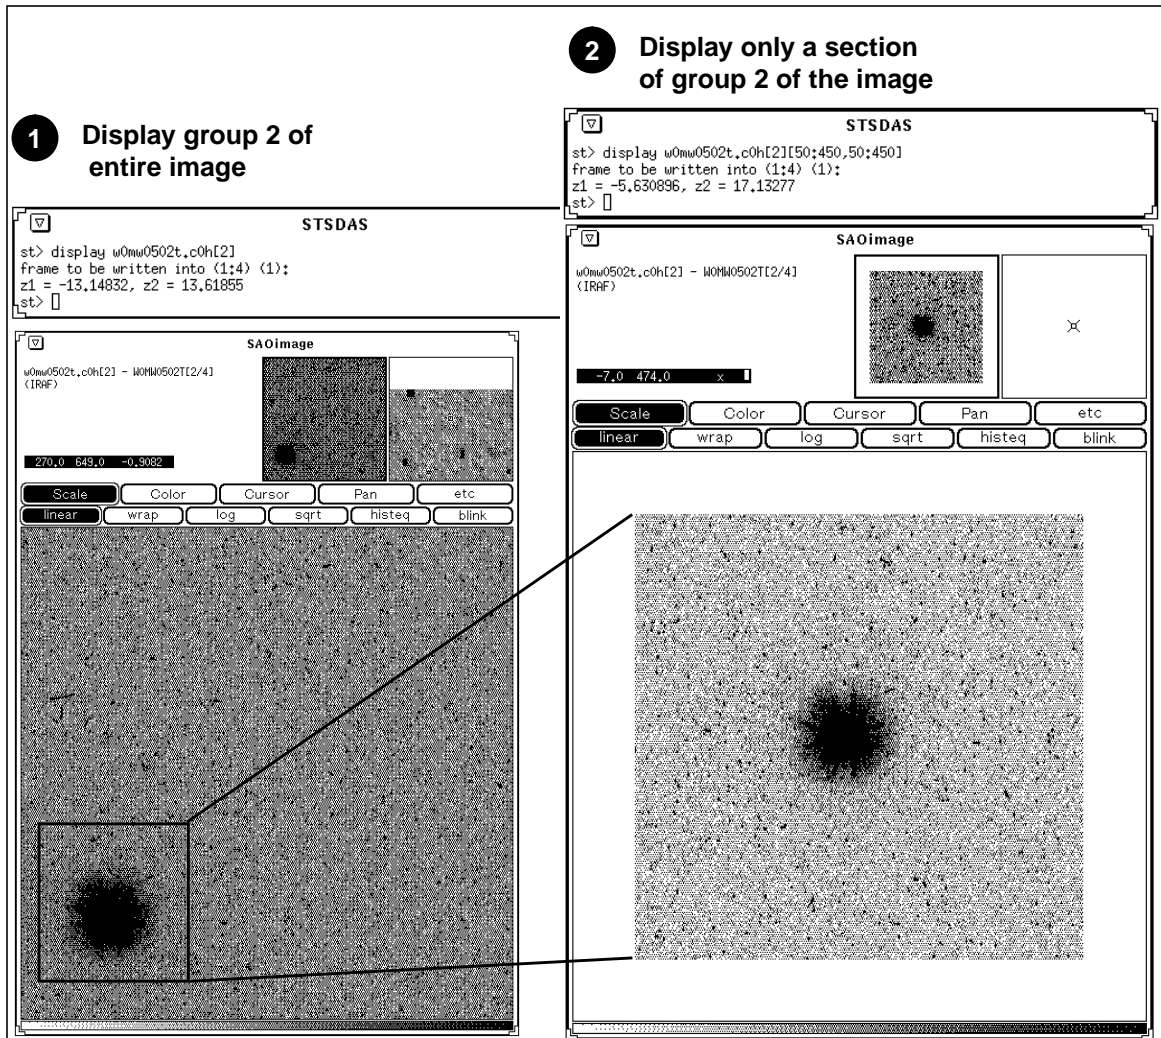 1
Display group 2 of
entire image
STSDAS
st> display w0mw0502t.c0h[2]
frame to be written into (1:4) (1):
z1 = -13.14832, z2 = 13.61855
st>
SAOimage
w0mw0502t.c0h[2] - W0MW0502T[2/4]
(IRAF)
270.0 649.0 -0.9082
Scale Color Cursor Pan etc
linear wrap log sqrt histeq blink
2
Display only a section
of group 2 of the image
STSDAS
st> display w0mw0502t.c0h[2][50:450,50:450]
frame to be written into (1:4) (1):
z1 = -5.630896, z2 = 17.13277
st>
SAOimage
w0mw0502t.c0h[2] - W0MW0502T[2/4]
(IRAF)
-7.0 474.0 x
Scale Color Cursor Pan etc
linear wrap log sqrt histeq blink